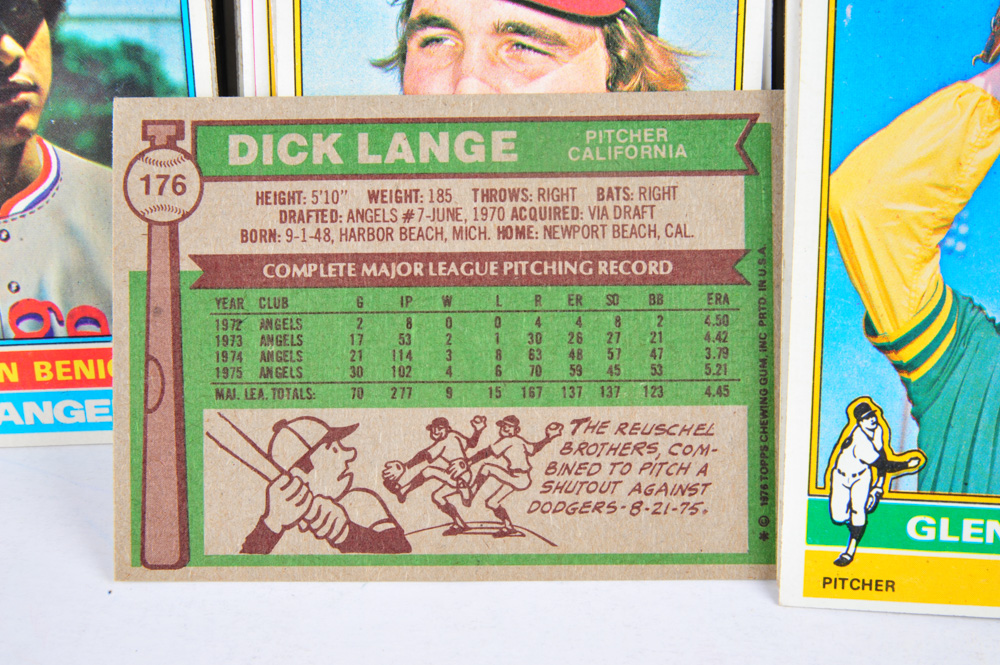 176
DICK LANGE
PITCHER
CALIFORNIA
HEIGHT: 5'10" WEIGHT: 185 THROWS: RIGHT BATS: RIGHT
DRAFTED: ANGELS #7-JUNE, 1970 ACQUIRED: VIA DRAFT
BORN: 9-1-48, HARBOR BEACH, MICH. HOME: NEWPORT BEACH, CAL.
COMPLETE MAJOR LEAGUE PITCHING RECORD
YEAR CLUB G IP W L R ER SO BB ERA
1972 ANGELS 2 8 0 0 4 4 8 2 4.50
1973 ANGELS 17 53 2 1 30 26 27 21 4.42
1974 ANGELS 21 114 3 8 63 48 57 47 3.79
1975 ANGELS 30 102 4 6 70 59 45 53 5.21
MAJ. LEA. TOTALS: 70 277 9 15 167 137 137 123 4.45
THE REUSCHEL
BROTHERS, COM-
BINED TO PITCH A
SHUTOUT AGAINST
DODGERS-8-21-75.
* © 1976 TOPPS CHEWING GUM, INC. PRTD. IN U.S.A.
N BENI
ANGE
GLEN
PITCHER